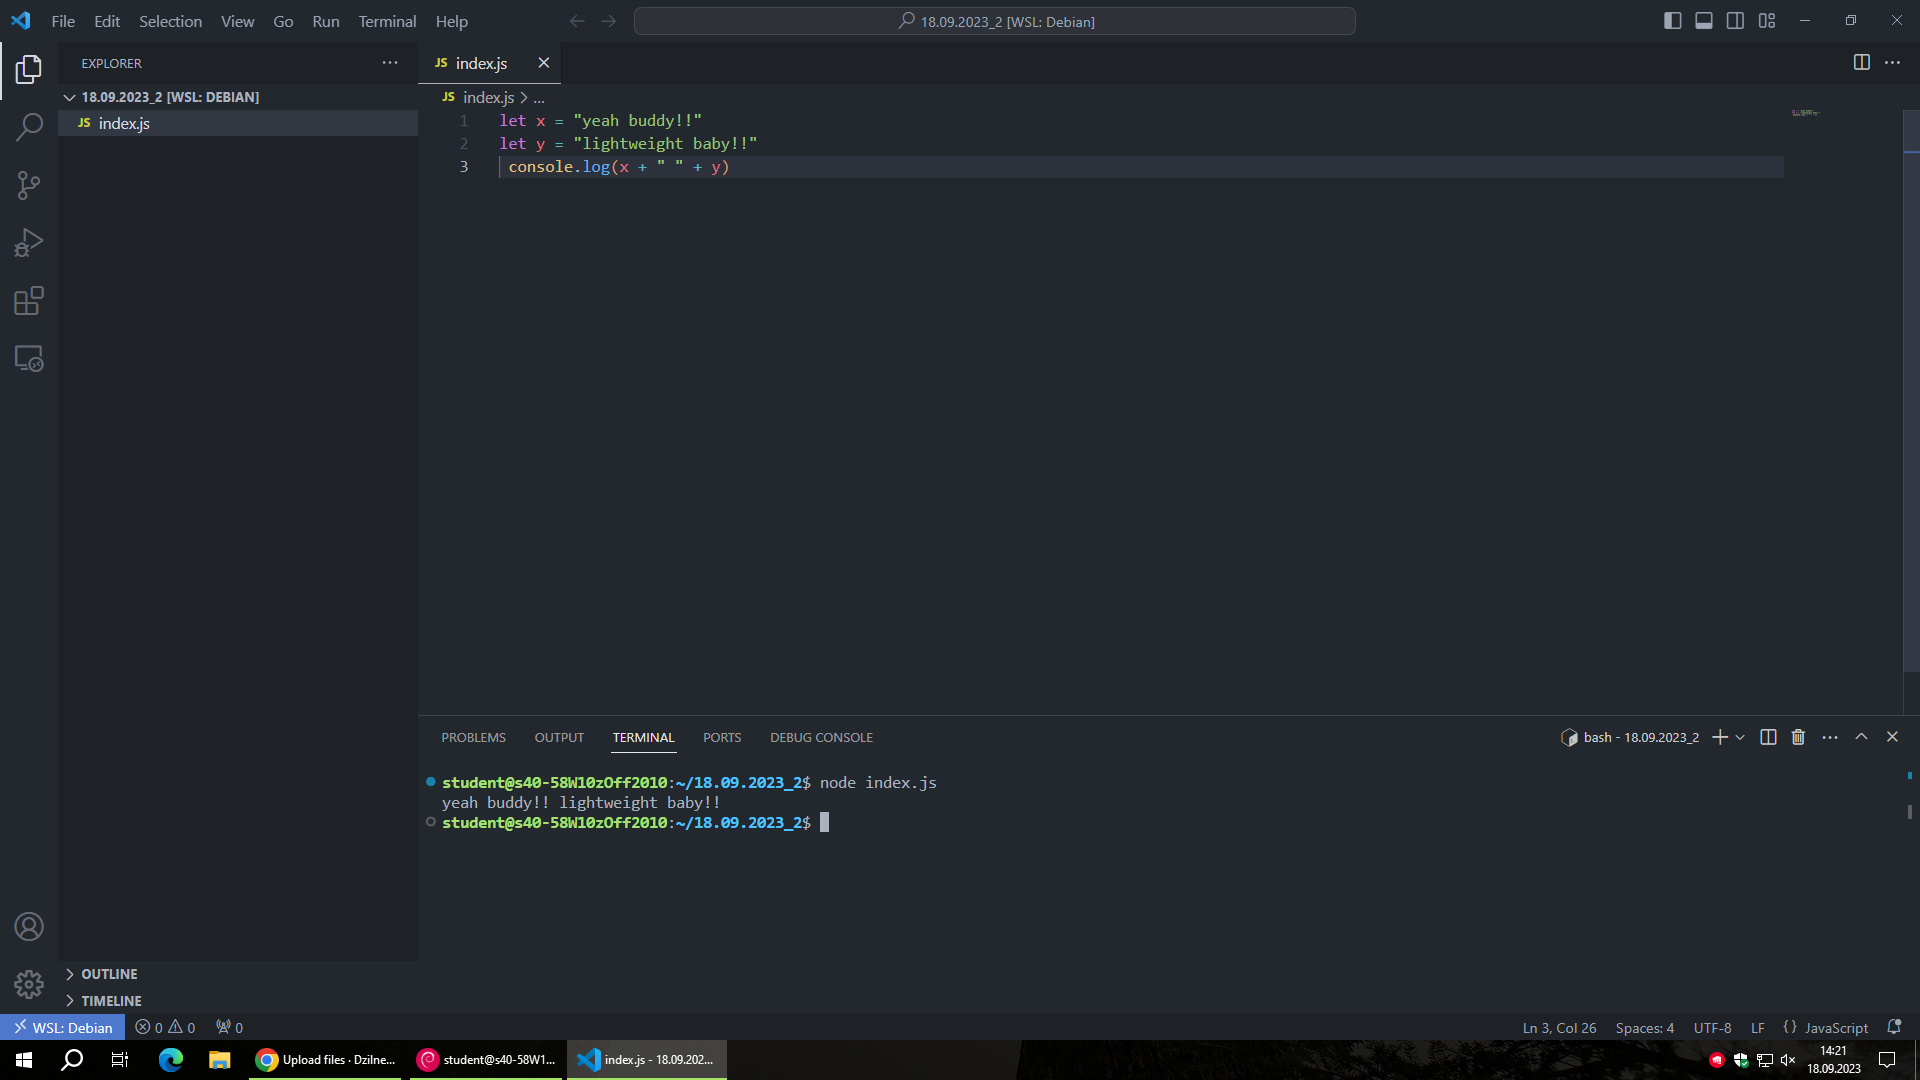 File Edit Selection View Go Run Terminal Help
18.09.2023_2 [WSL: Debian]
EXPLORER
JS index.js
18.09.2023_2 [WSL: DEBIAN]
JS index.js
JS index.js > ...
1 let x = "yeah buddy!!"
2 let y = "lightweight baby!!"
3 console.log(x + " " + y)
PROBLEMS OUTPUT TERMINAL PORTS DEBUG CONSOLE
bash - 18.09.2023_2
student@s40-58W10zOff2010:~/18.09.2023_2$ node index.js
yeah buddy!! lightweight baby!!
student@s40-58W10zOff2010:~/18.09.2023_2$
OUTLINE
TIMELINE
WSL: Debian 0 0 0
Ln 3, Col 26 Spaces: 4 UTF-8 LF {} JavaScript
Upload files · Dzilne...
student@s40-58W1...
index.js - 18.09.202...
14:21
18.09.2023